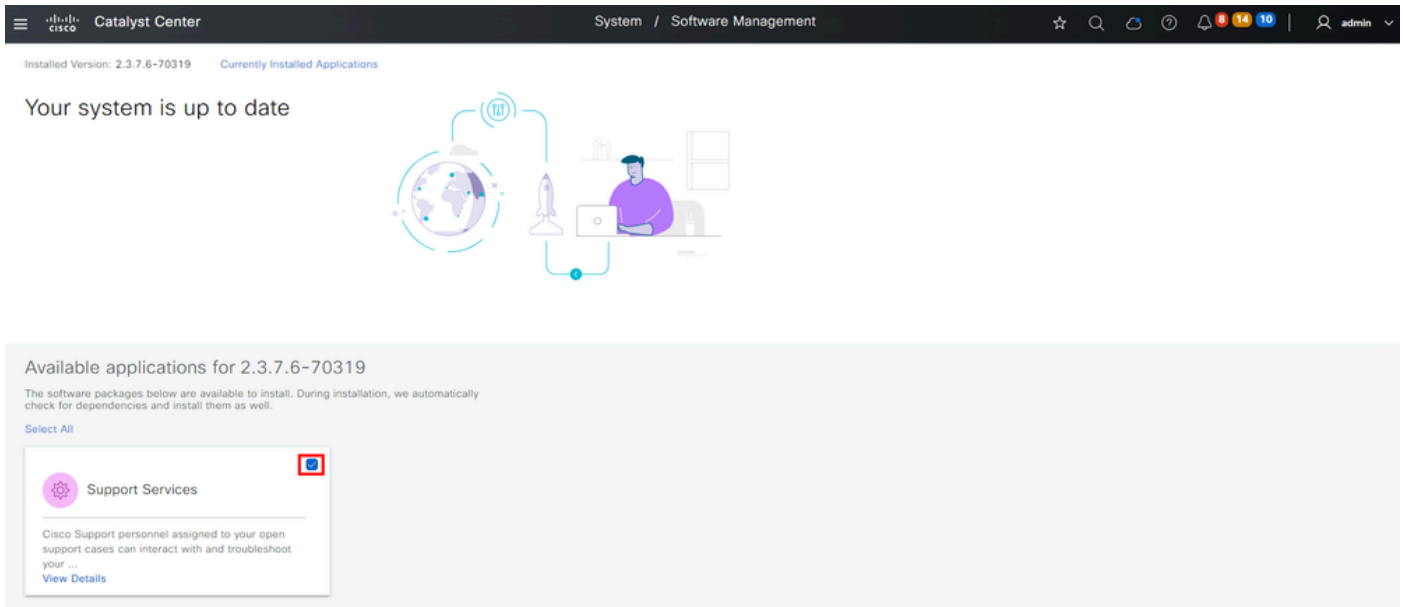 cisco Catalyst Center System / Software Management 8 14 10 admin
Installed Version: 2.3.7.6-70319 Currently Installed Applications
Your system is up to date
Available applications for 2.3.7.6-70319
The software packages below are available to install. During installation, we automatically
check for dependencies and install them as well.
Select All
Support Services
Cisco Support personnel assigned to your open
support cases can interact with and troubleshoot
your ...
View Details